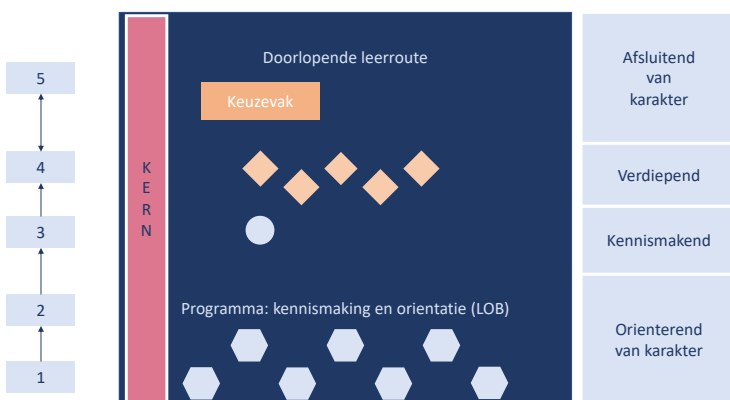 Doorlopende leerroute
Keuzevak
Programma: kennismaking en orientatie (LOB)
K
E
R
N
5
4
3
2
1
Afsluitend
van
karakter
Verdiepend
Kennismakend
Orienterend
van karakter